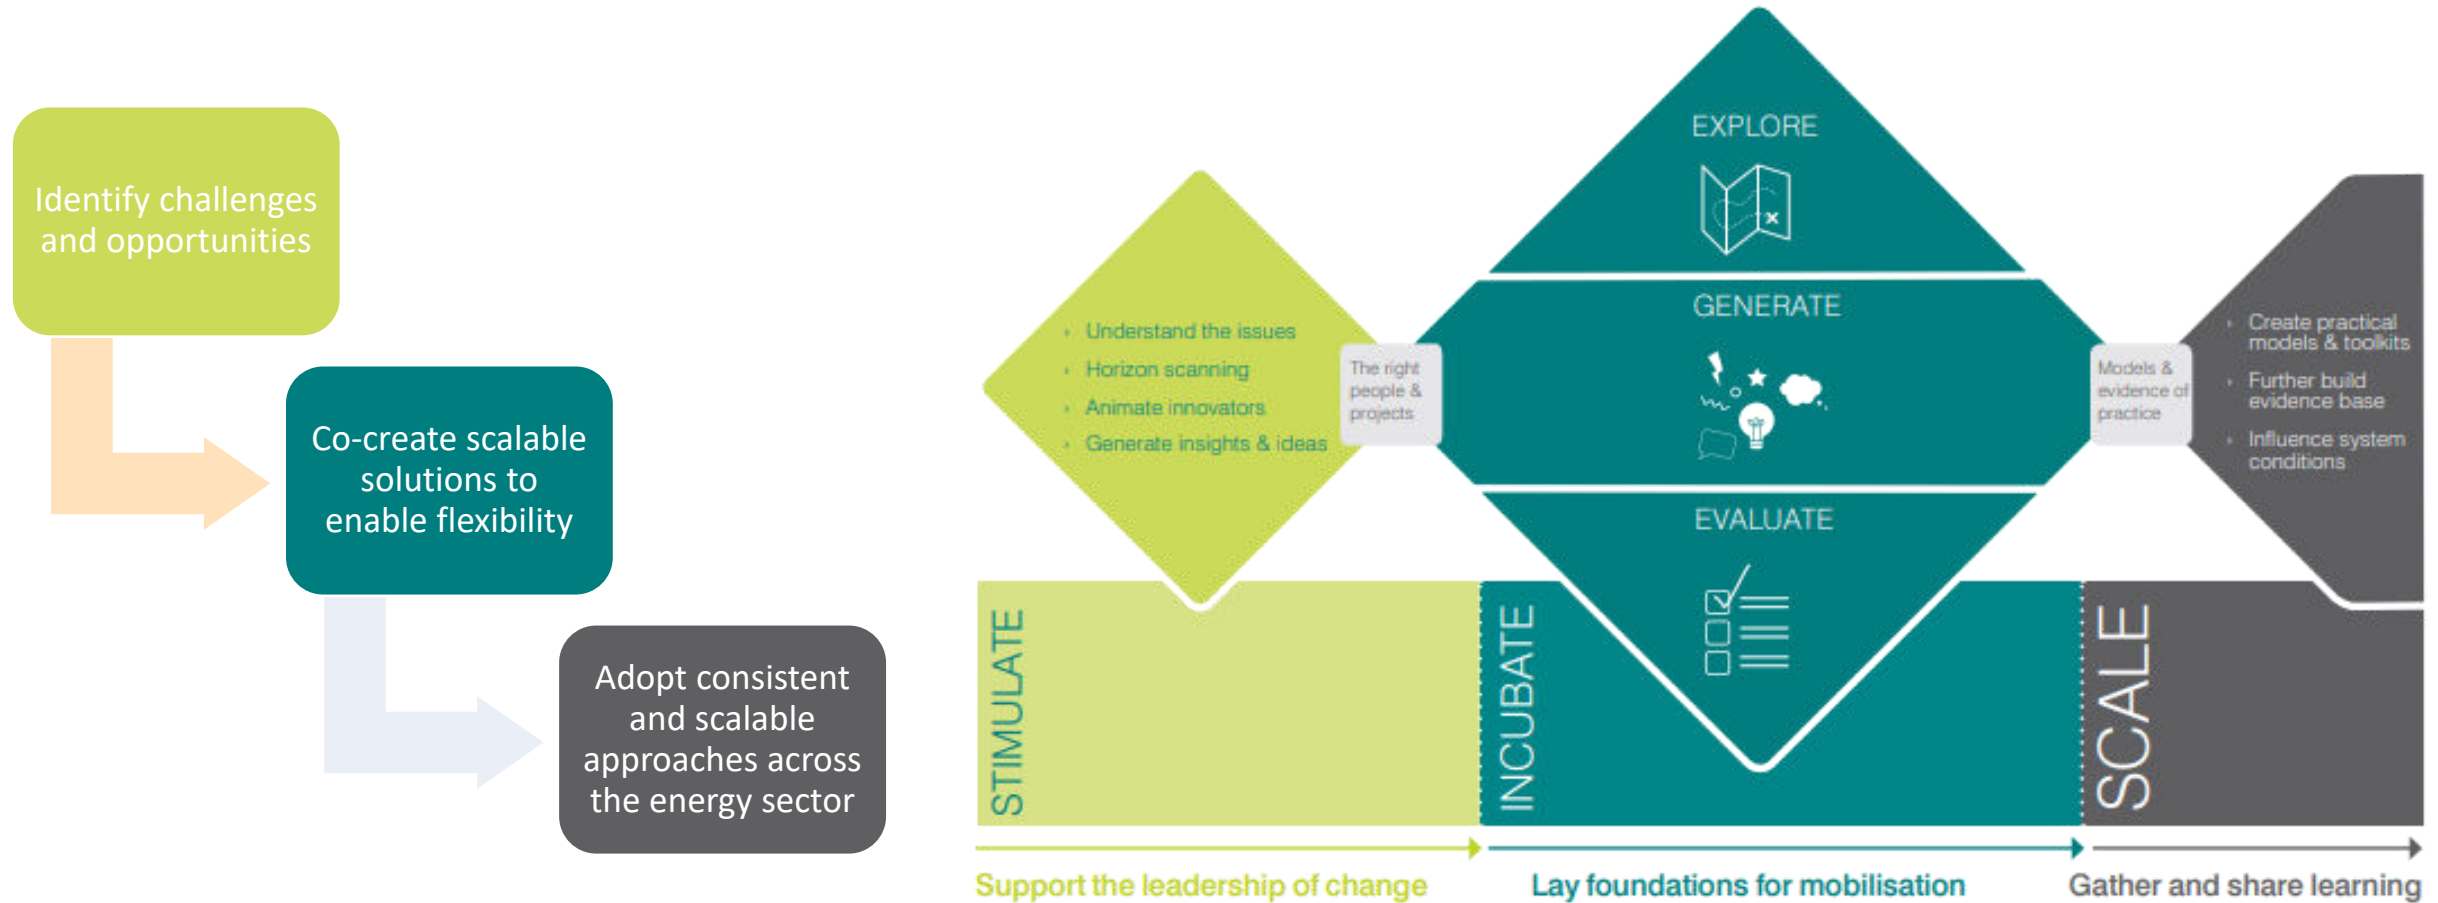 Identify challenges
and opportunities
Co-create scalable
solutions to
enable flexibility
Adopt consistent
and scalable
approaches across
the energy sector
Understand the issues
Horizon scanning
Animate innovators
Generate insights & ideas
The right
people &
projects
EXPLORE
GENERATE
EVALUATE
Models &
evidence of
practice
Create practical
models & toolkits
Further build
evidence base
Influence system
conditions
STIMULATE
INCUBATE
SCALE
Support the leadership of change
Lay foundations for mobilisation
Gather and share learning